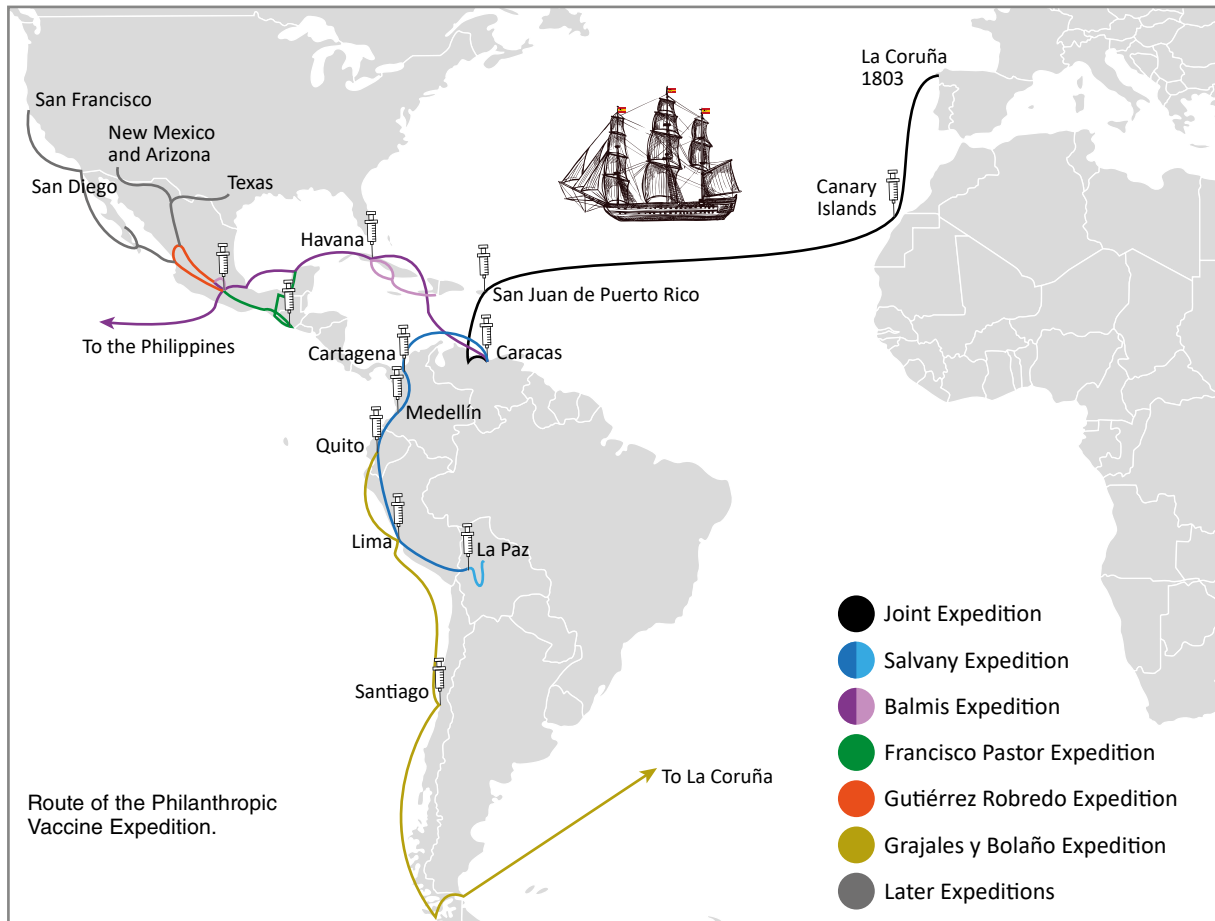 La Coruña
1803
San Francisco
New Mexico
and Arizona
San Diego
Texas
Canary
Islands
Havana
San Juan de Puerto Rico
To the Philippines
Cartagena
Caracas
Medellín
Quito
Lima
La Paz
Santiago
To La Coruña
Joint Expedition
Salvany Expedition
Balmis Expedition
Francisco Pastor Expedition
Gutiérrez Robredo Expedition
Grajales y Bolaño Expedition
Later Expeditions
Route of the Philanthropic
Vaccine Expedition.